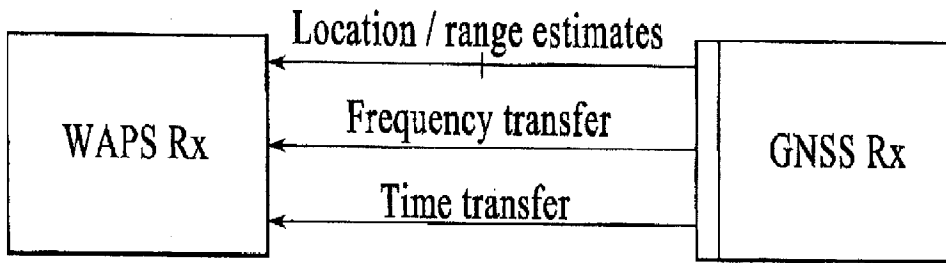 Location / range estimates
Frequency transfer
Time transfer
WAPS Rx
GNSS Rx